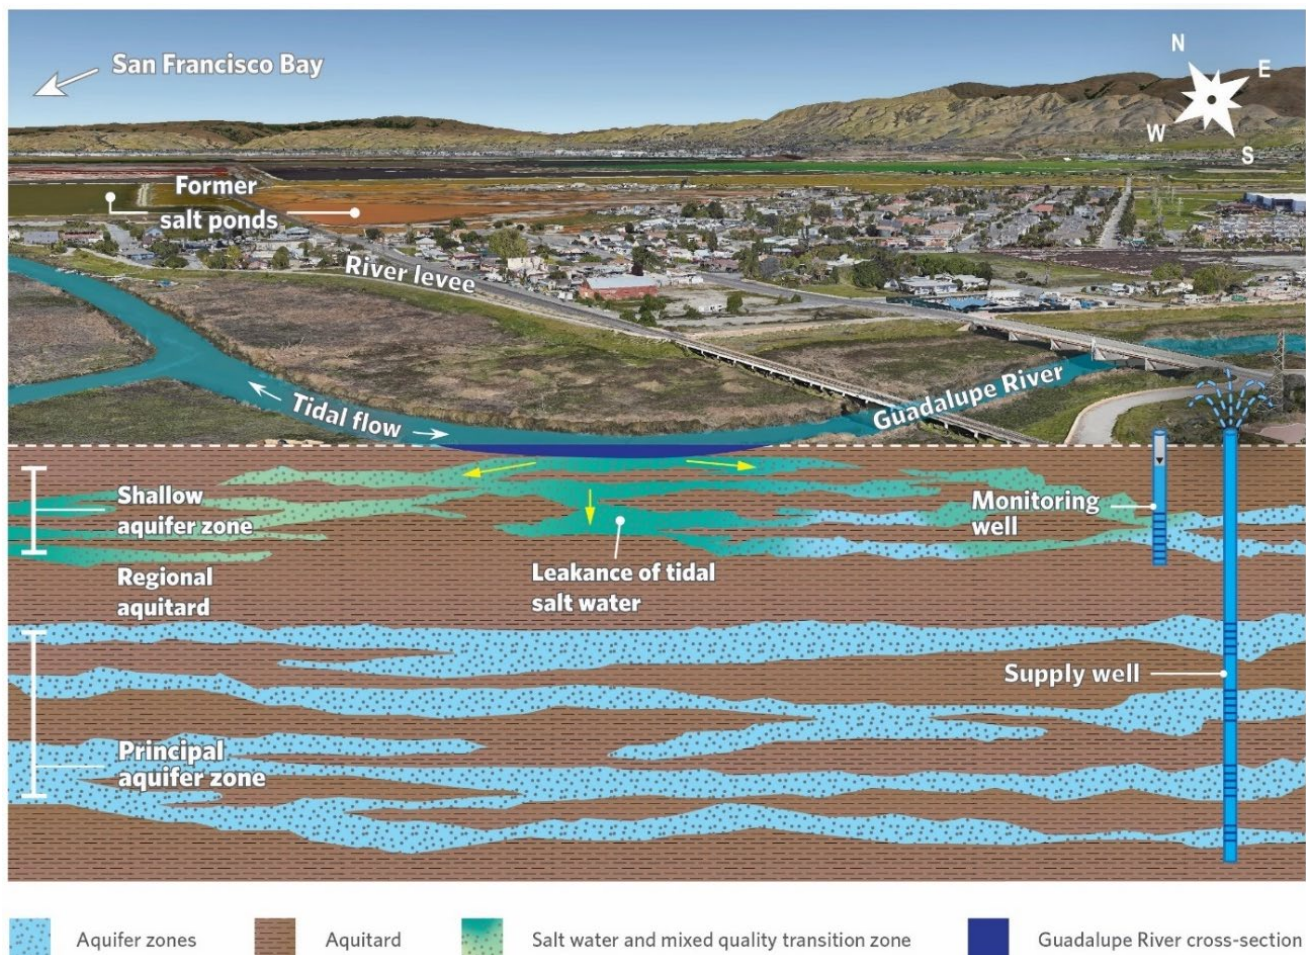 San Francisco Bay
N
E
W
S
Former
salt ponds
River levee
Tidal flow
Guadalupe River
Shallow
aquifer zone
Monitoring
well
Leakance of tidal
salt water
Regional
aquitard
Supply well
Principal
aquifer zone
Aquifer zones
Aquitard
Salt water and mixed quality transition zone
Guadalupe River cross-section